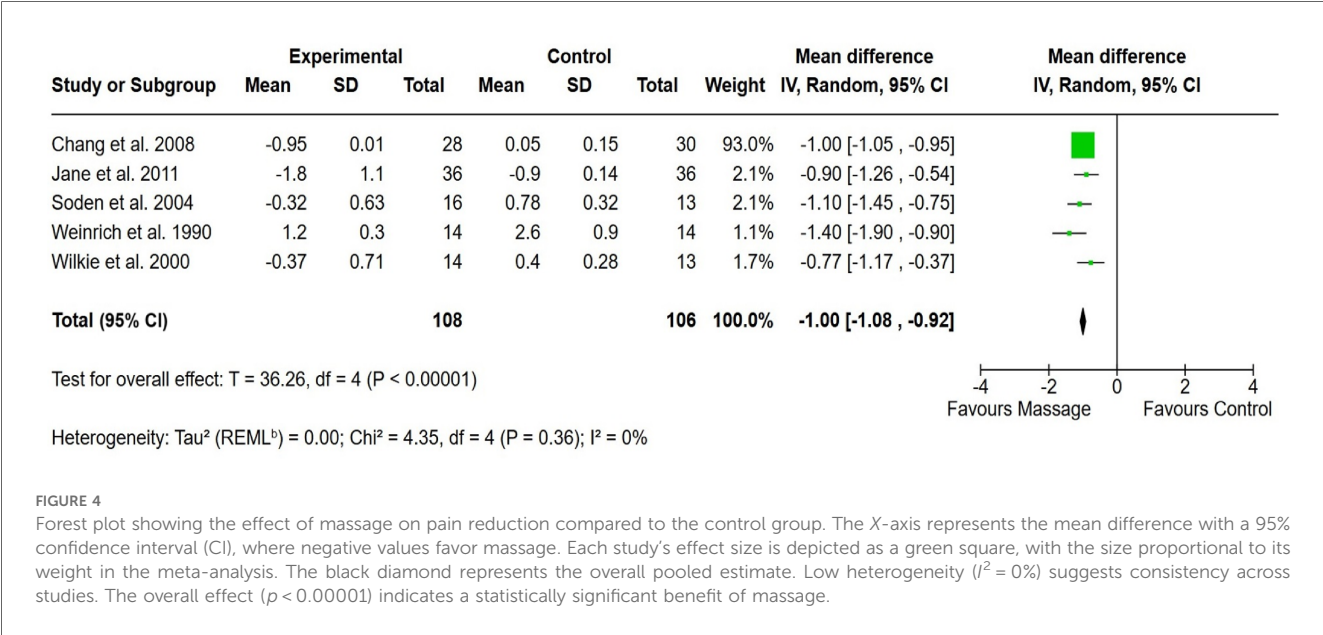 Experimental Control Mean difference Mean difference
Study or Subgroup Mean SD Total Mean SD Total Weight IV, Random, 95% CI IV, Random, 95% CI
Chang et al. 2008 -0.95 0.01 28 0.05 0.15 30 93.0% -1.00 [-1.05 , -0.95]
Jane et al. 2011 -1.8 1.1 36 -0.9 0.14 36 2.1% -0.90 [-1.26 , -0.54]
Soden et al. 2004 -0.32 0.63 16 0.78 0.32 13 2.1% -1.10 [-1.45 , -0.75]
Weinrich et al. 1990 1.2 0.3 14 2.6 0.9 14 1.1% -1.40 [-1.90 , -0.90]
Wilkie et al. 2000 -0.37 0.71 14 0.4 0.28 13 1.7% -0.77 [-1.17 , -0.37]
Total (95% CI) 108 106 100.0% -1.00 [-1.08 , -0.92]
Test for overall effect: T = 36.26, df = 4 (P < 0.00001)
-4 -2 0 2 4
Favours Massage Favours Control
Heterogeneity: Tau² (REMLᵇ) = 0.00; Chi² = 4.35, df = 4 (P = 0.36); I² = 0%
FIGURE 4
Forest plot showing the effect of massage on pain reduction compared to the control group. The X-axis represents the mean difference with a 95%
confidence interval (CI), where negative values favor massage. Each study's effect size is depicted as a green square, with the size proportional to its
weight in the meta-analysis. The black diamond represents the overall pooled estimate. Low heterogeneity (I² = 0%) suggests consistency across
studies. The overall effect (p < 0.00001) indicates a statistically significant benefit of massage.